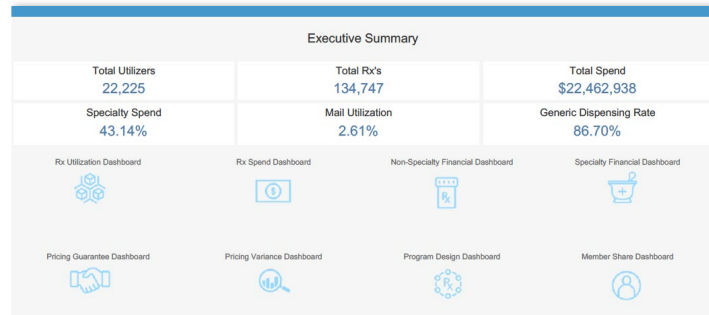 Executive Summary
Total Utilizers
22,225
Total Rx's
134,747
Total Spend
$22,462,938
Specialty Spend
43.14%
Mail Utilization
2.61%
Generic Dispensing Rate
86.70%
Rx Utilization Dashboard
Rx Spend Dashboard
$
Non-Specialty Financial Dashboard
Rx
Specialty Financial Dashboard
Pricing Guarantee Dashboard
Pricing Variance Dashboard
Program Design Dashboard
Rx
Member Share Dashboard